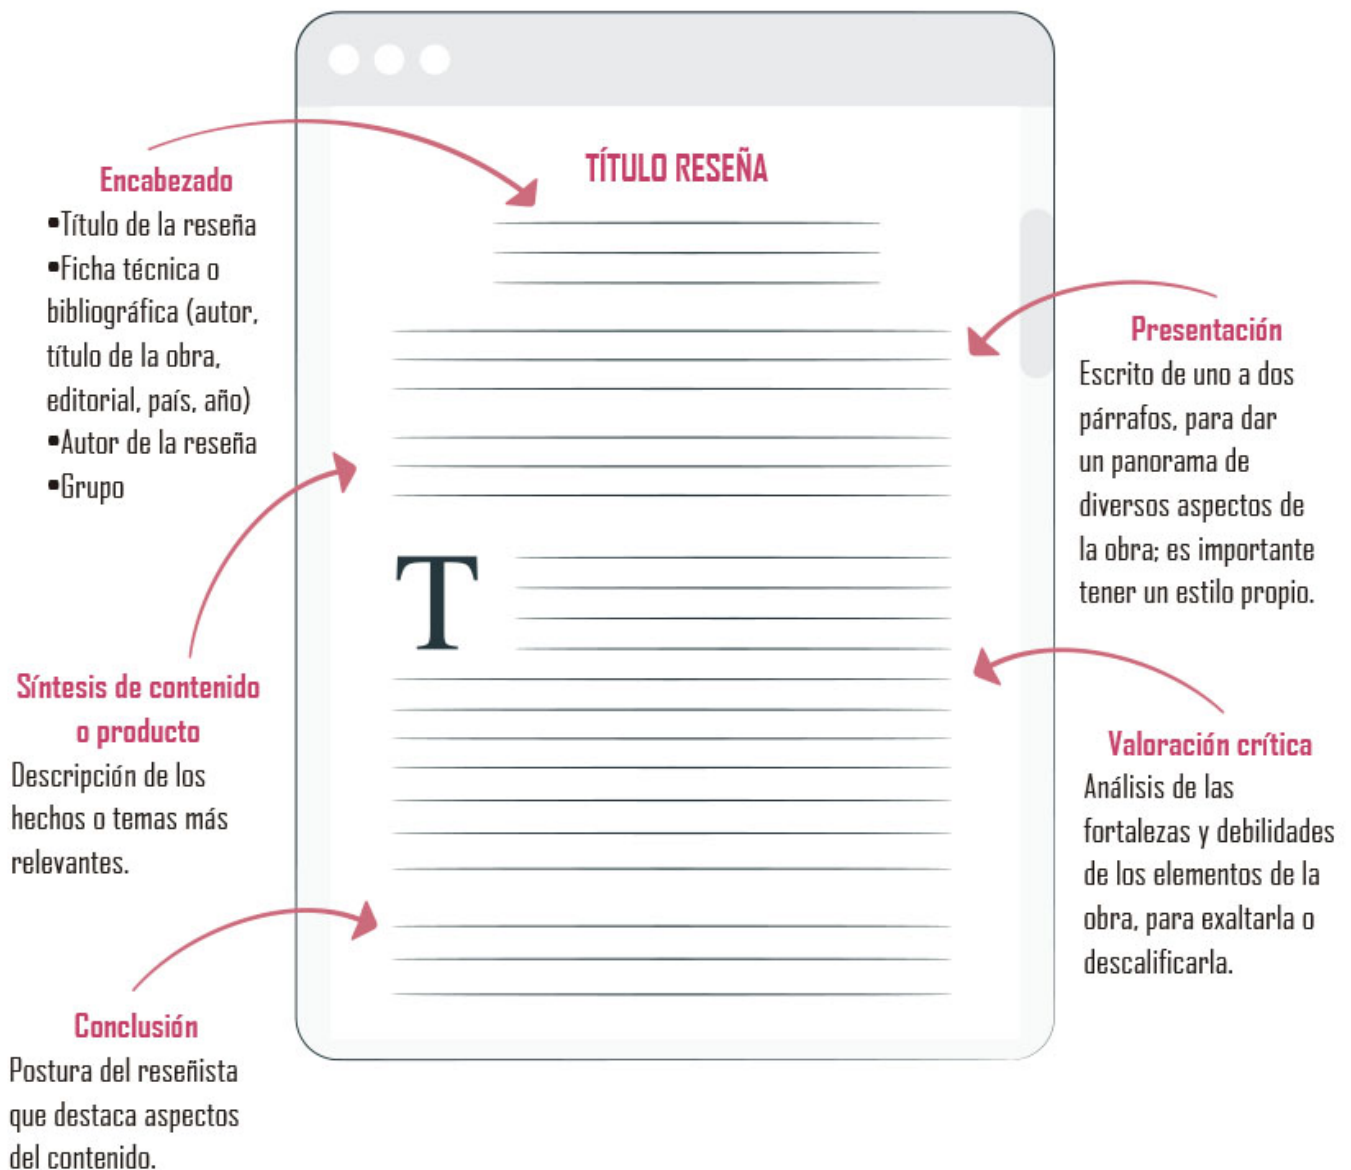 TÍTULO RESEÑA
Encabezado
•Título de la reseña
•Ficha técnica o
bibliográfica (autor,
título de la obra,
editorial, país, año)
•Autor de la reseña
•Grupo
Presentación
Escrito de uno a dos
párrafos, para dar
un panorama de
diversos aspectos de
la obra; es importante
tener un estilo propio.
T
Síntesis de contenido
o producto
Descripción de los
hechos o temas más
relevantes.
Valoración crítica
Análisis de las
fortalezas y debilidades
de los elementos de la
obra, para exaltarla o
descalificarla.
Conclusión
Postura del reseñista
que destaca aspectos
del contenido.